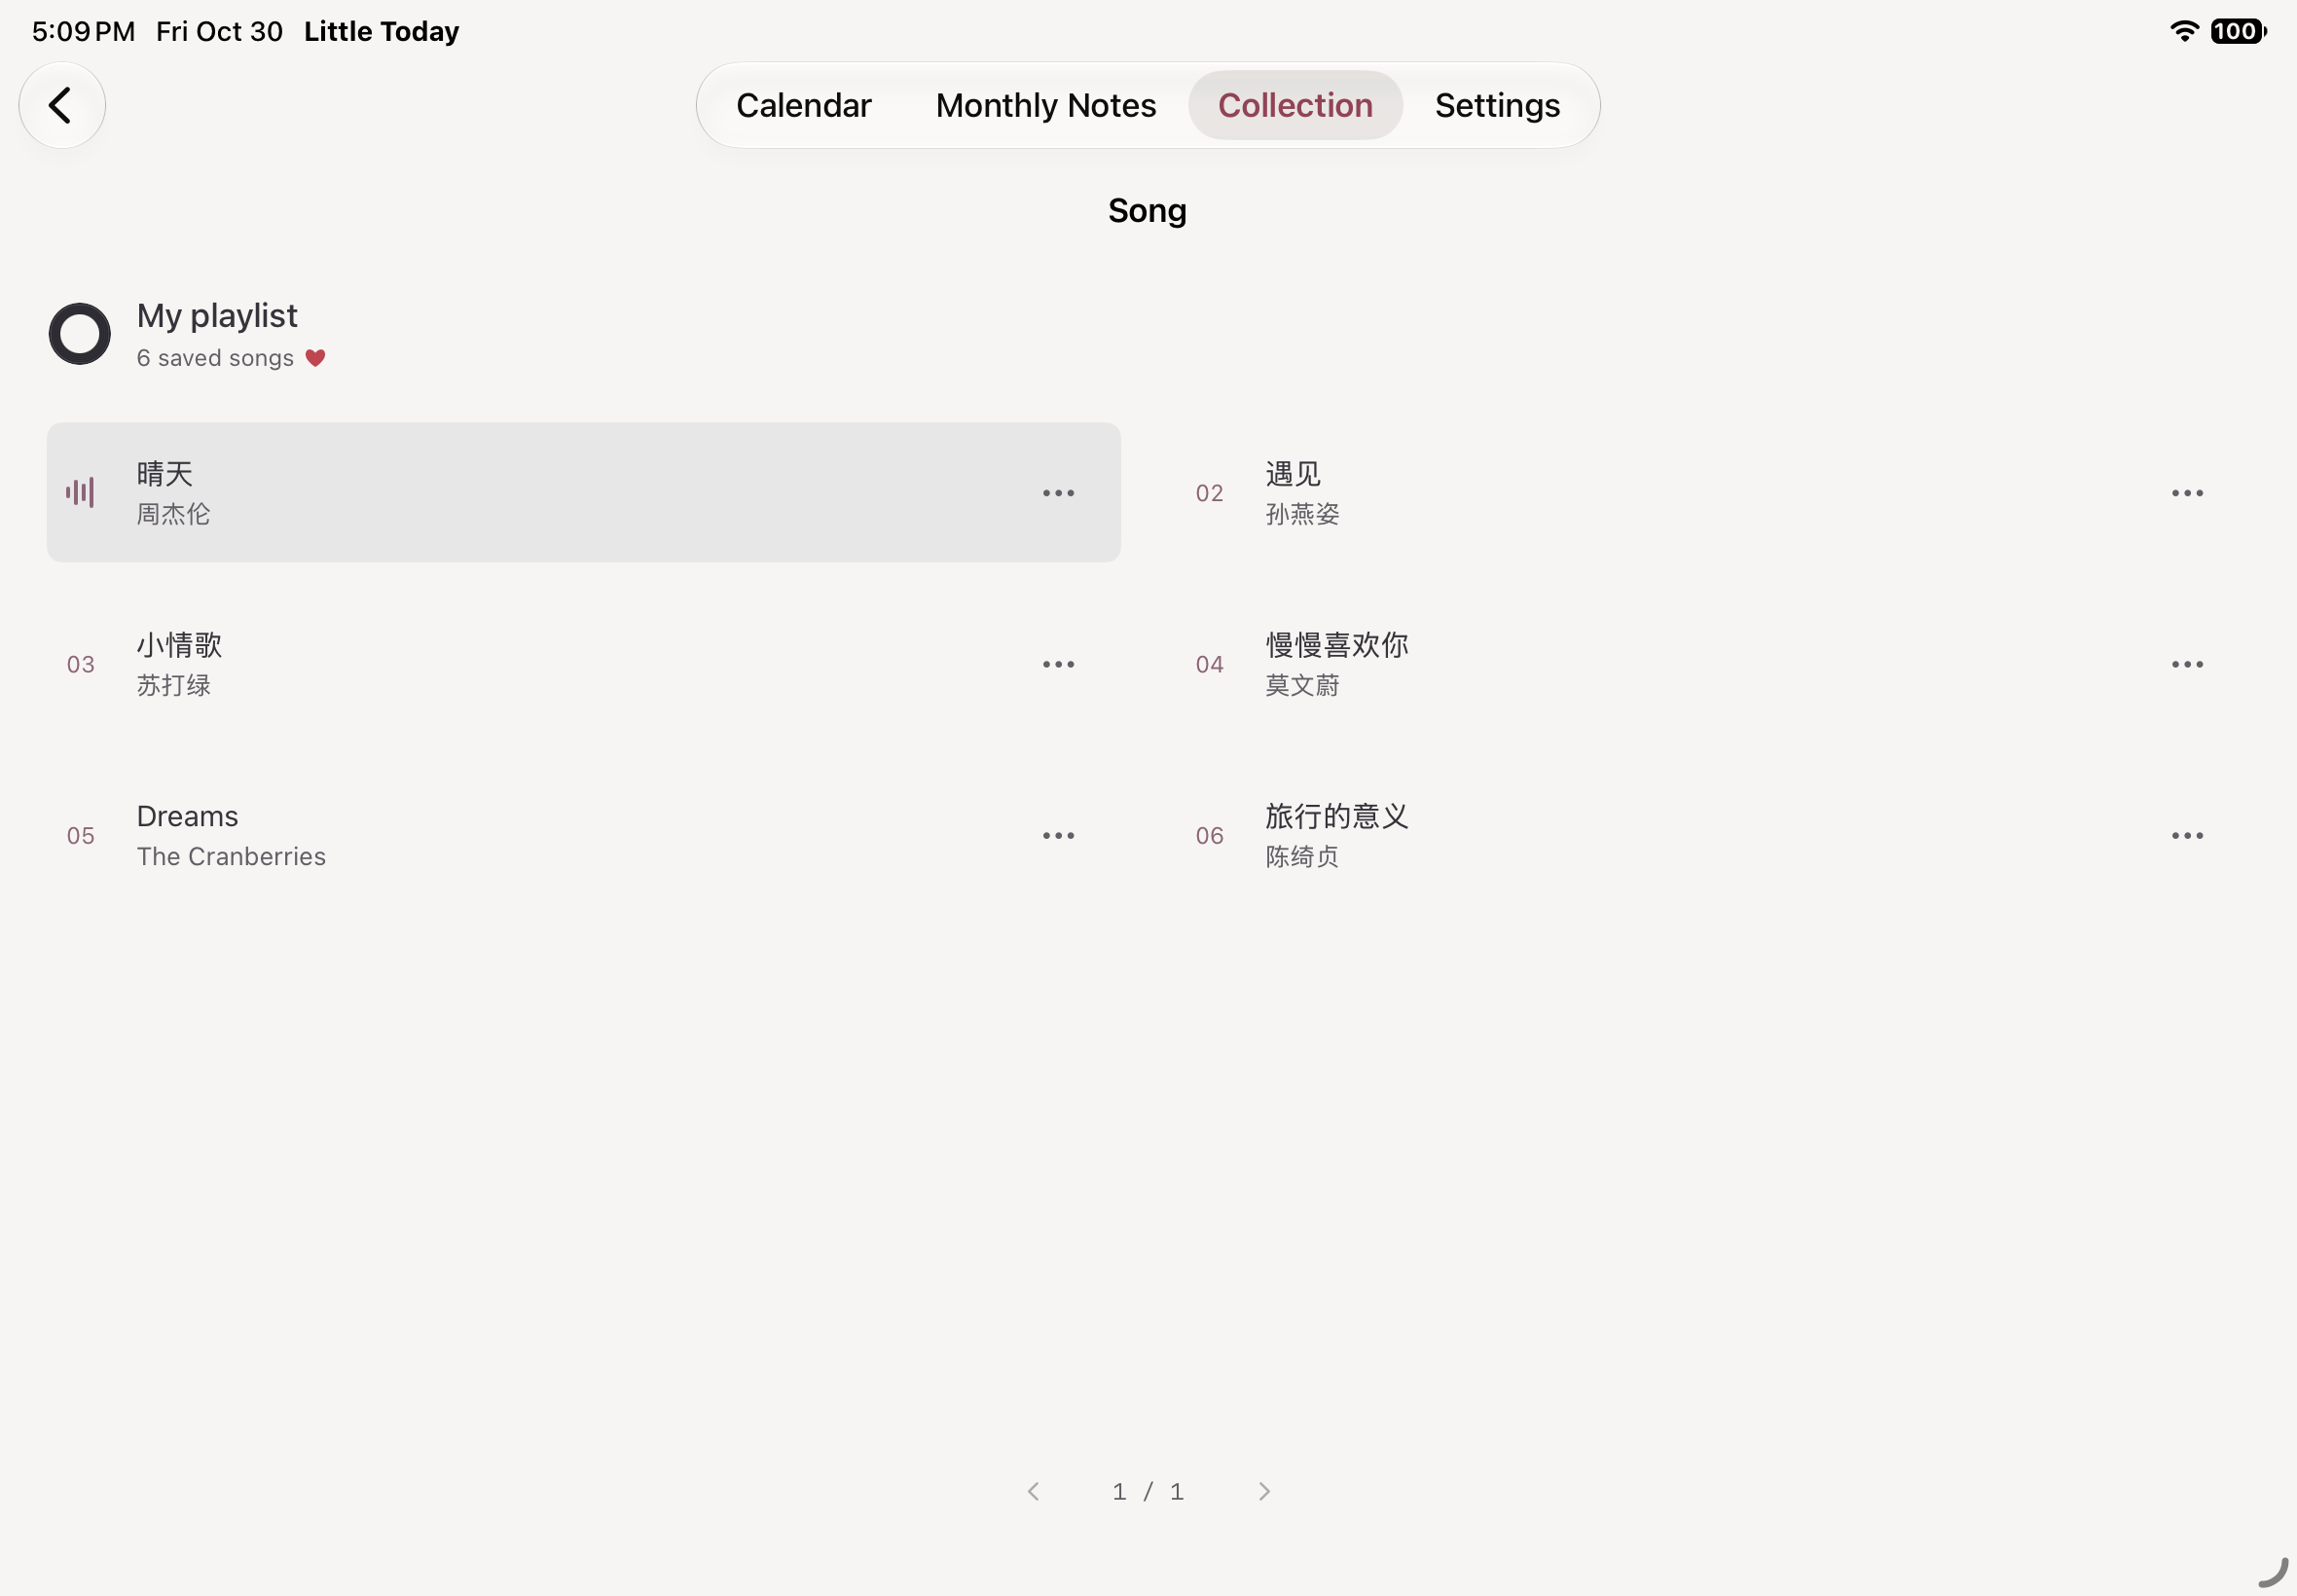 5:09 PM Fri Oct 30 Little Today
100
Calendar Monthly Notes Collection Settings
Song
My playlist
6 saved songs
晴天
周杰伦
02
遇见
孙燕姿
03
小情歌
苏打绿
04
慢慢喜欢你
莫文蔚
05
Dreams
The Cranberries
06
旅行的意义
陈绮贞
1 / 1